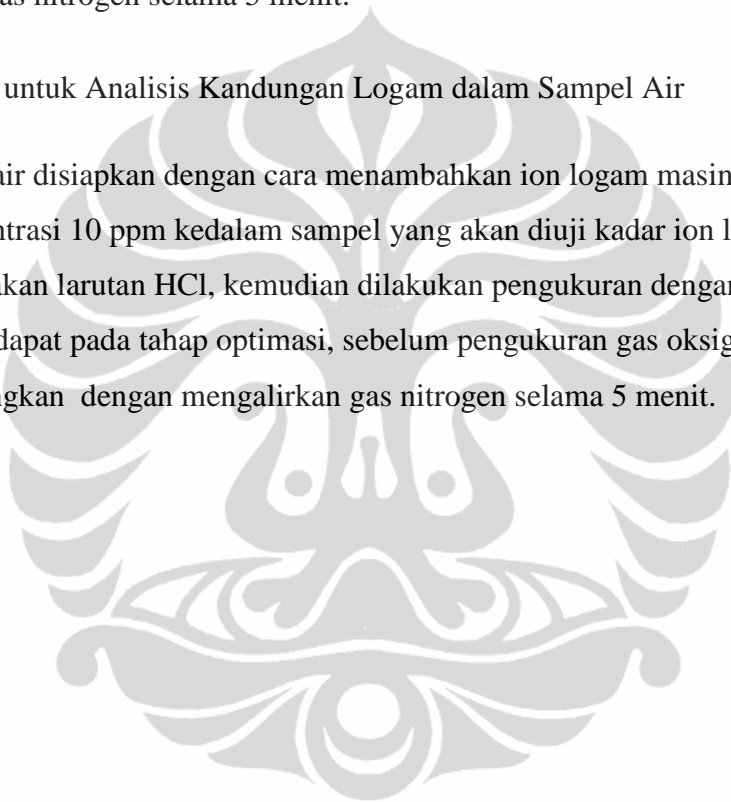 gas nitrogen selama 5 menit.
untuk Analisis Kandungan Logam dalam Sampel Air
air disiapkan dengan cara menambahkan ion logam masin
ntrasi 10 ppm kedalam sampel yang akan diuji kadar ion l
akan larutan HCl, kemudian dilakukan pengukuran dengan
dapat pada tahap optimasi, sebelum pengukuran gas oksig
ngkan dengan mengalirkan gas nitrogen selama 5 menit.